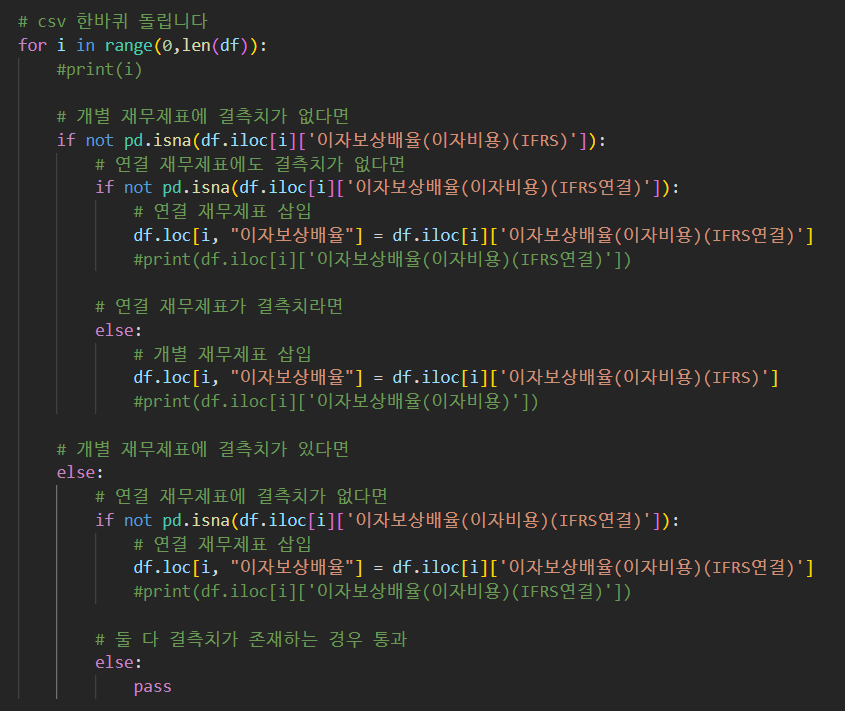 # csv 한바퀴 돌립니다
for i in range(0,len(df)):
    #print(i)

    # 개별 재무제표에 결측치가 없다면
    if not pd.isna(df.iloc[i]['이자보상배율(이자비용)(IFRS)']):
        # 연결 재무제표에도 결측치가 없다면
        if not pd.isna(df.iloc[i]['이자보상배율(이자비용)(IFRS연결)']):
            # 연결 재무제표 삽입
            df.loc[i, "이자보상배율"] = df.iloc[i]['이자보상배율(이자비용)(IFRS연결)']
            #print(df.iloc[i]['이자보상배율(이자비용)(IFRS연결)'])

        # 연결 재무제표가 결측치라면
        else:
            # 개별 재무제표 삽입
            df.loc[i, "이자보상배율"] = df.iloc[i]['이자보상배율(이자비용)(IFRS)']
            #print(df.iloc[i]['이자보상배율(이자비용)'])

    # 개별 재무제표에 결측치가 있다면
    else:
        # 연결 재무제표에 결측치가 없다면
        if not pd.isna(df.iloc[i]['이자보상배율(이자비용)(IFRS연결)']):
            # 연결 재무제표 삽입
            df.loc[i, "이자보상배율"] = df.iloc[i]['이자보상배율(이자비용)(IFRS연결)']
            #print(df.iloc[i]['이자보상배율(이자비용)(IFRS연결)'])

        # 둘 다 결측치가 존재하는 경우 통과
        else:
            pass